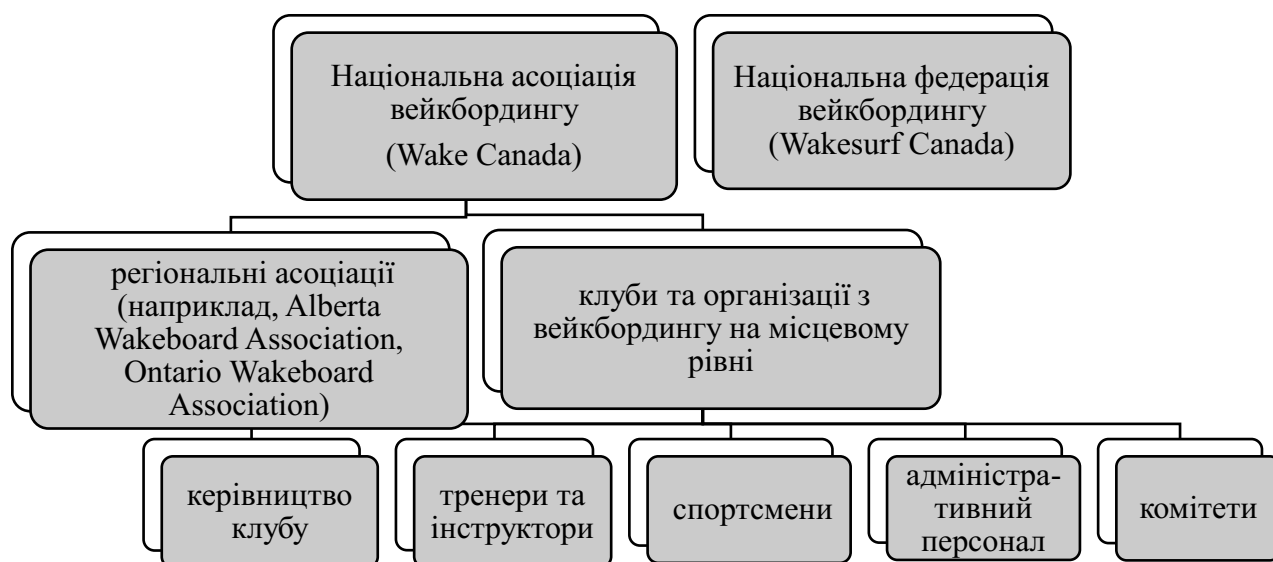 Національна асоціація
вейкбордингу
(Wake Canada)
Національна федерація
вейкбордингу
(Wakesurf Canada)
регіональні асоціації
(наприклад, Alberta
Wakeboard Association,
Ontario Wakeboard
Association)
клуби та організації з
вейкбордингу на місцевому
рівні
керівництво
клубу
тренери та
інструктори
спортсмени
адміністра-
тивний
персонал
комітети